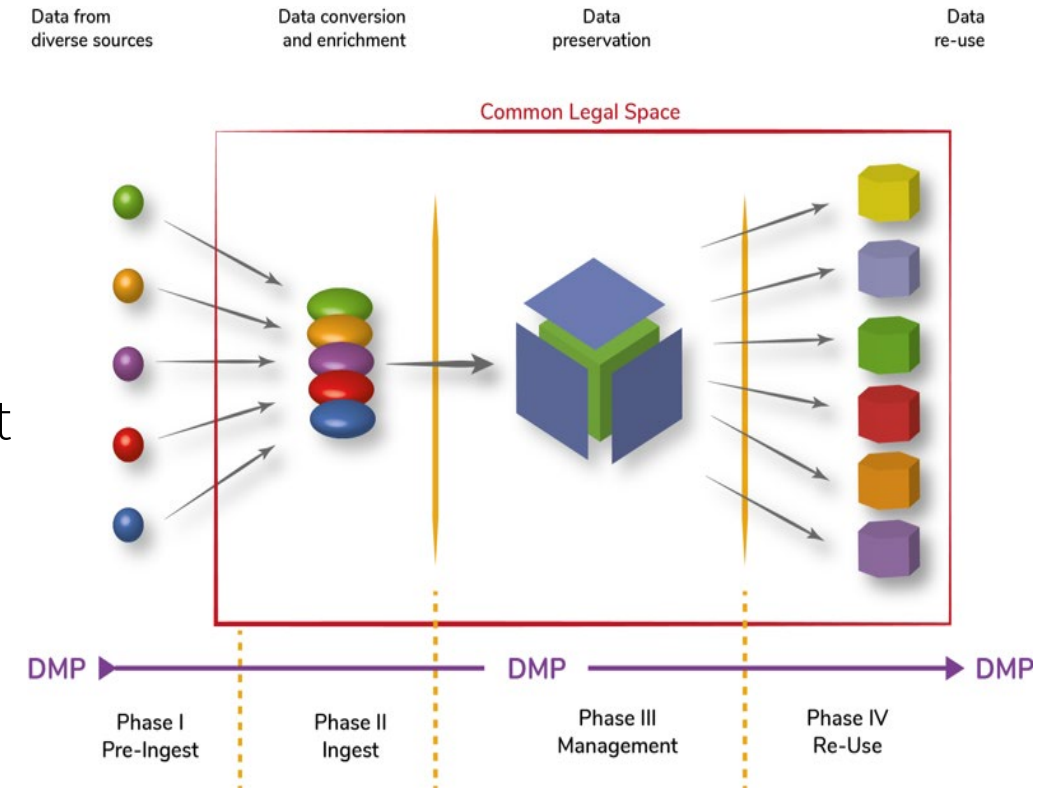 Data from
diverse sources
Data conversion
and enrichment
Data
preservation
Data
re-use
Common Legal Space
t
DMP
DMP
DMP
Phase I
Pre-Ingest
Phase II
Ingest
Phase III
Management
Phase IV
Re-Use